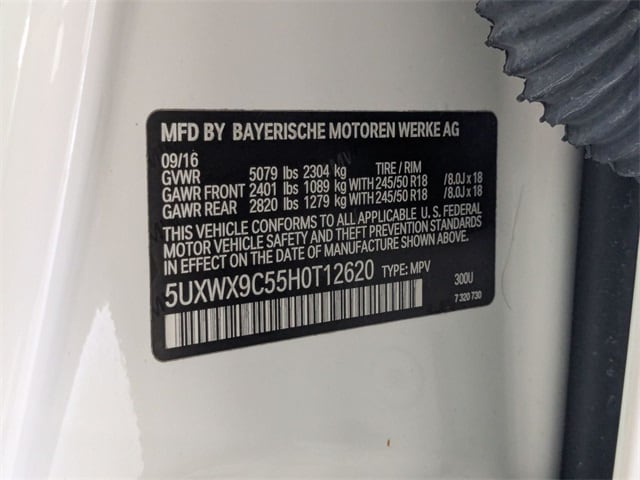 MFD BY BAYERISCHE MOTOREN WERKE AG
09/16
GVWR 5079 lbs 2304 kg TIRE / RIM
GAWR FRONT 2401 lbs 1089 kg WITH 245/50 R18 /8.0J x 18
GAWR REAR 2820 lbs 1279 kg WITH 245/50 R18 /8.0J x 18
THIS VEHICLE CONFORMS TO ALL APPLICABLE U.S. FEDERAL
MOTOR VEHICLE SAFETY AND THEFT PREVENTION STANDARDS
IN EFFECT ON THE DATE OF MANUFACTURE SHOWN ABOVE.
5UXWX9C55H0T12620 TYPE: MPV 300U
7 320 730